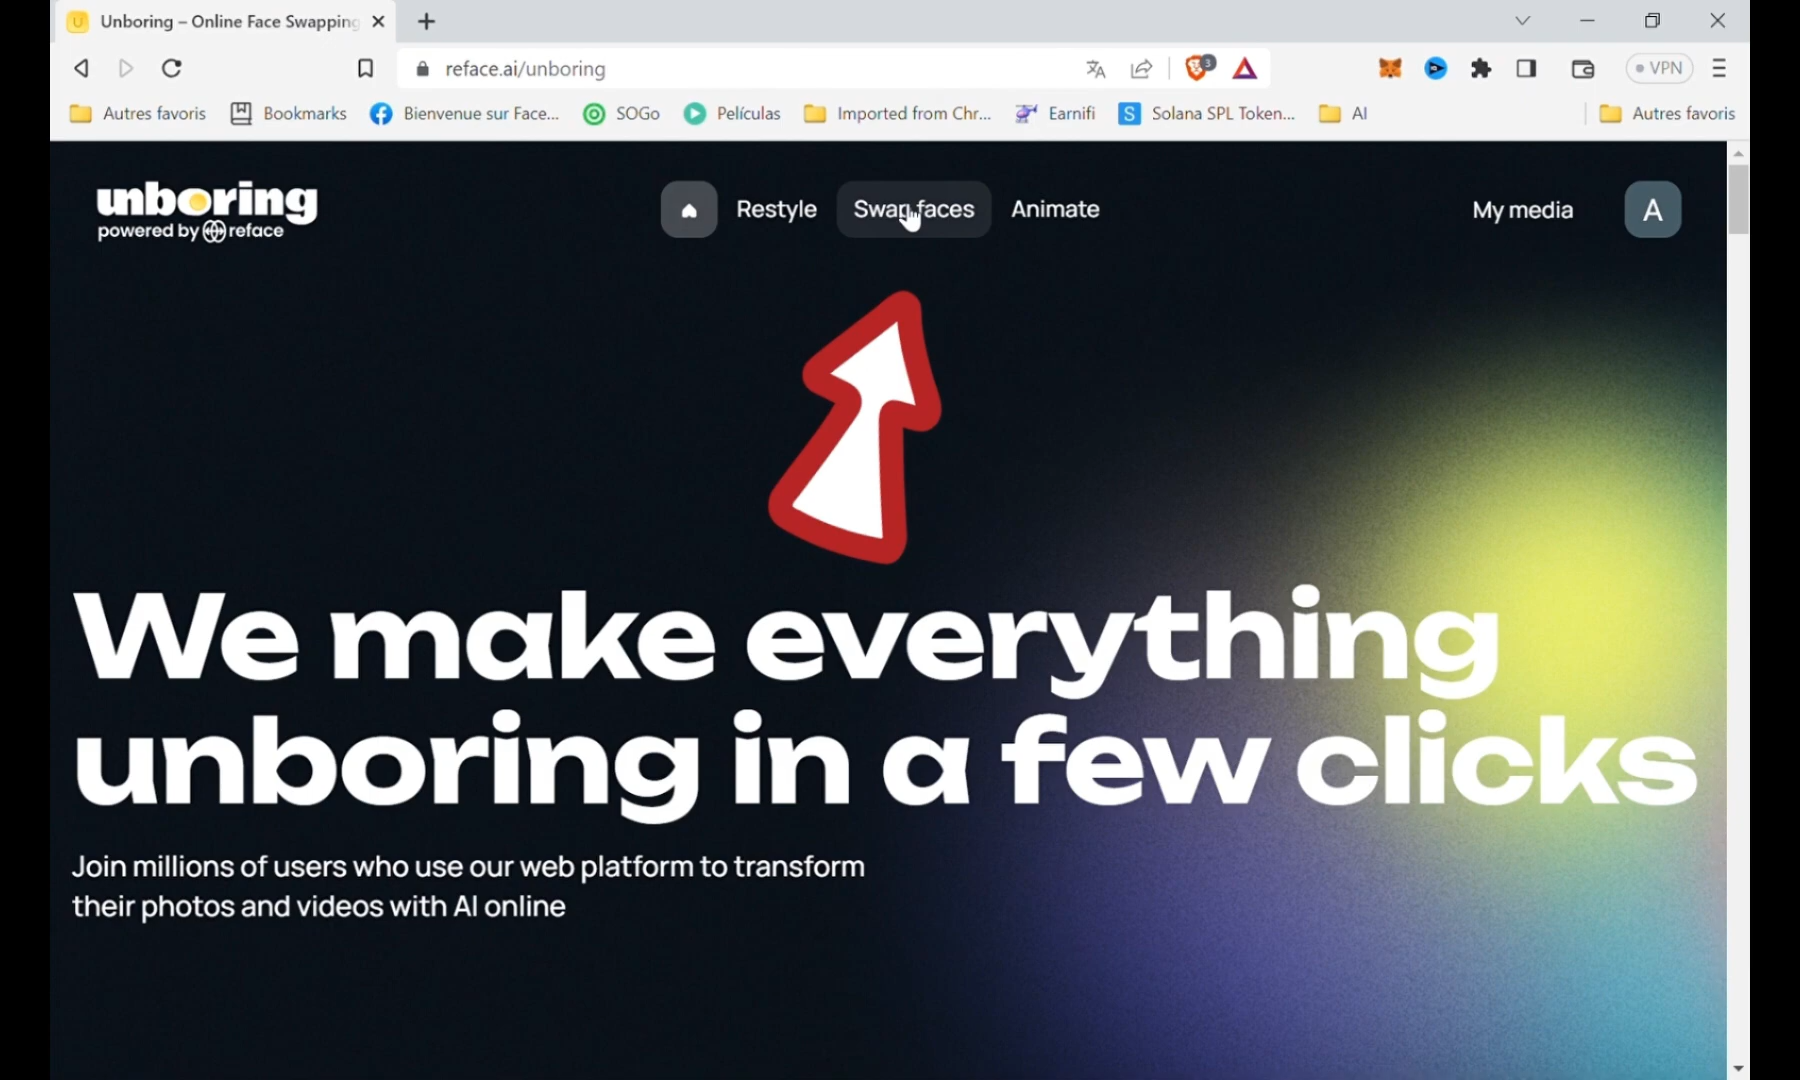 Unboring – Online Face Swapping
reface.ai/unboring
3
VPN
Autres favoris
Bookmarks
Bienvenue sur Face...
SOGo
Películas
Imported from Chr...
Earnifi
S
Solana SPL Token...
AI
Autres favoris
unboring
powered by reface
Restyle
Swap faces
Animate
My media
A
We make everything
unboring in a few clicks
Join millions of users who use our web platform to transform
their photos and videos with AI online